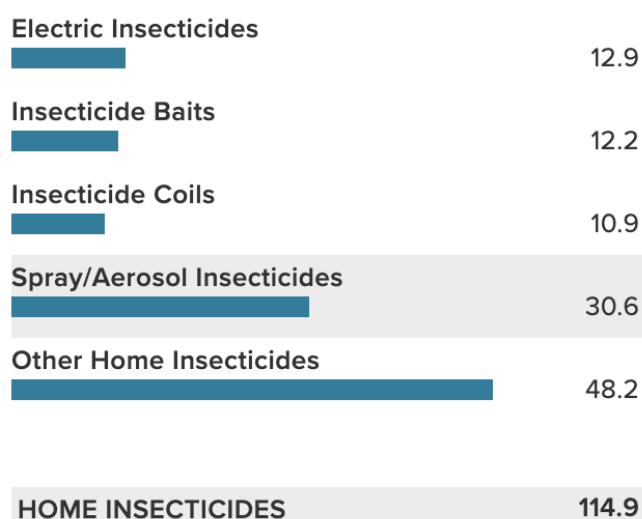 Electric Insecticides
12.9
Insecticide Baits
12.2
Insecticide Coils
10.9
Spray/Aerosol Insecticides
30.6
Other Home Insecticides
48.2
HOME INSECTICIDES 114.9